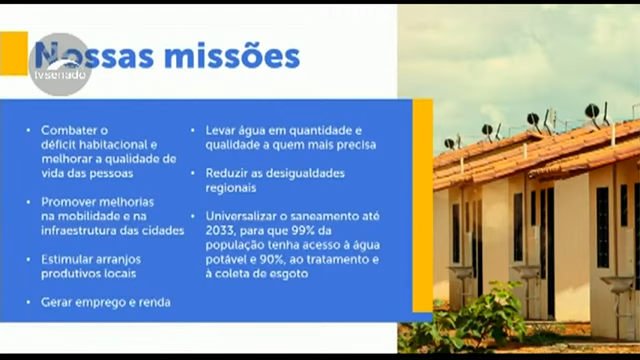 Nossas missões
tvsenado
• Combater o
déficit habitacional e
melhorar a qualidade de
vida das pessoas
• Promover melhorias
na mobilidade e na
infraestrutura das cidades
• Estimular arranjos
produtivos locais
• Gerar emprego e renda
• Levar água em quantidade e
qualidade a quem mais precisa
• Reduzir as desigualdades
regionais
• Universalizar o saneamento até
2033, para que 99% da
população tenha acesso à água
potável e 90%, ao tratamento e
à coleta de esgoto